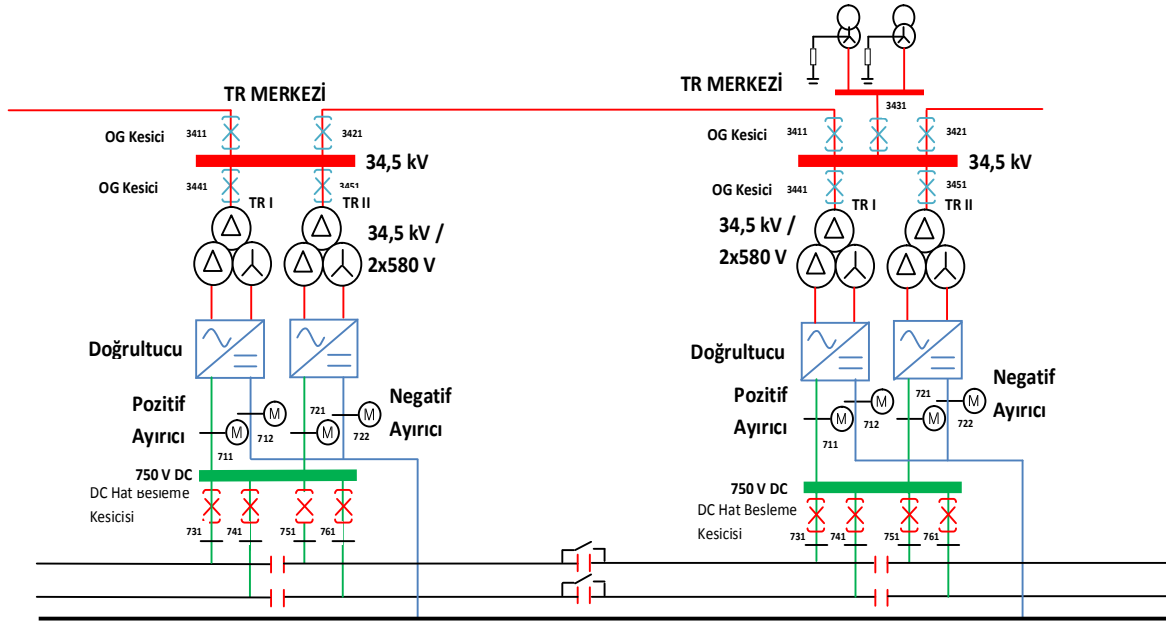 TR MERKEZİ
TR MERKEZİ
3431
OG Kesici
3411
3421
OG Kesici
3411
3421
34,5 kV
34,5 kV
OG Kesici
3441
3451
OG Kesici
3441
3451
TR I
TR II
TR I
TR II
34,5 kV /
2x580 V
34,5 kV /
2x580 V
Doğrultucu
Doğrultucu
Pozitif
Ayırıcı
M
M
711
712
721
M
M
722
Negatif
Ayırıcı
Pozitif
Ayırıcı
M
M
711
712
721
M
M
722
Negatif
Ayırıcı
750 V DC
750 V DC
DC Hat Besleme
Kesicisi
731
741
751
761
DC Hat Besleme
Kesicisi
731
741
751
761